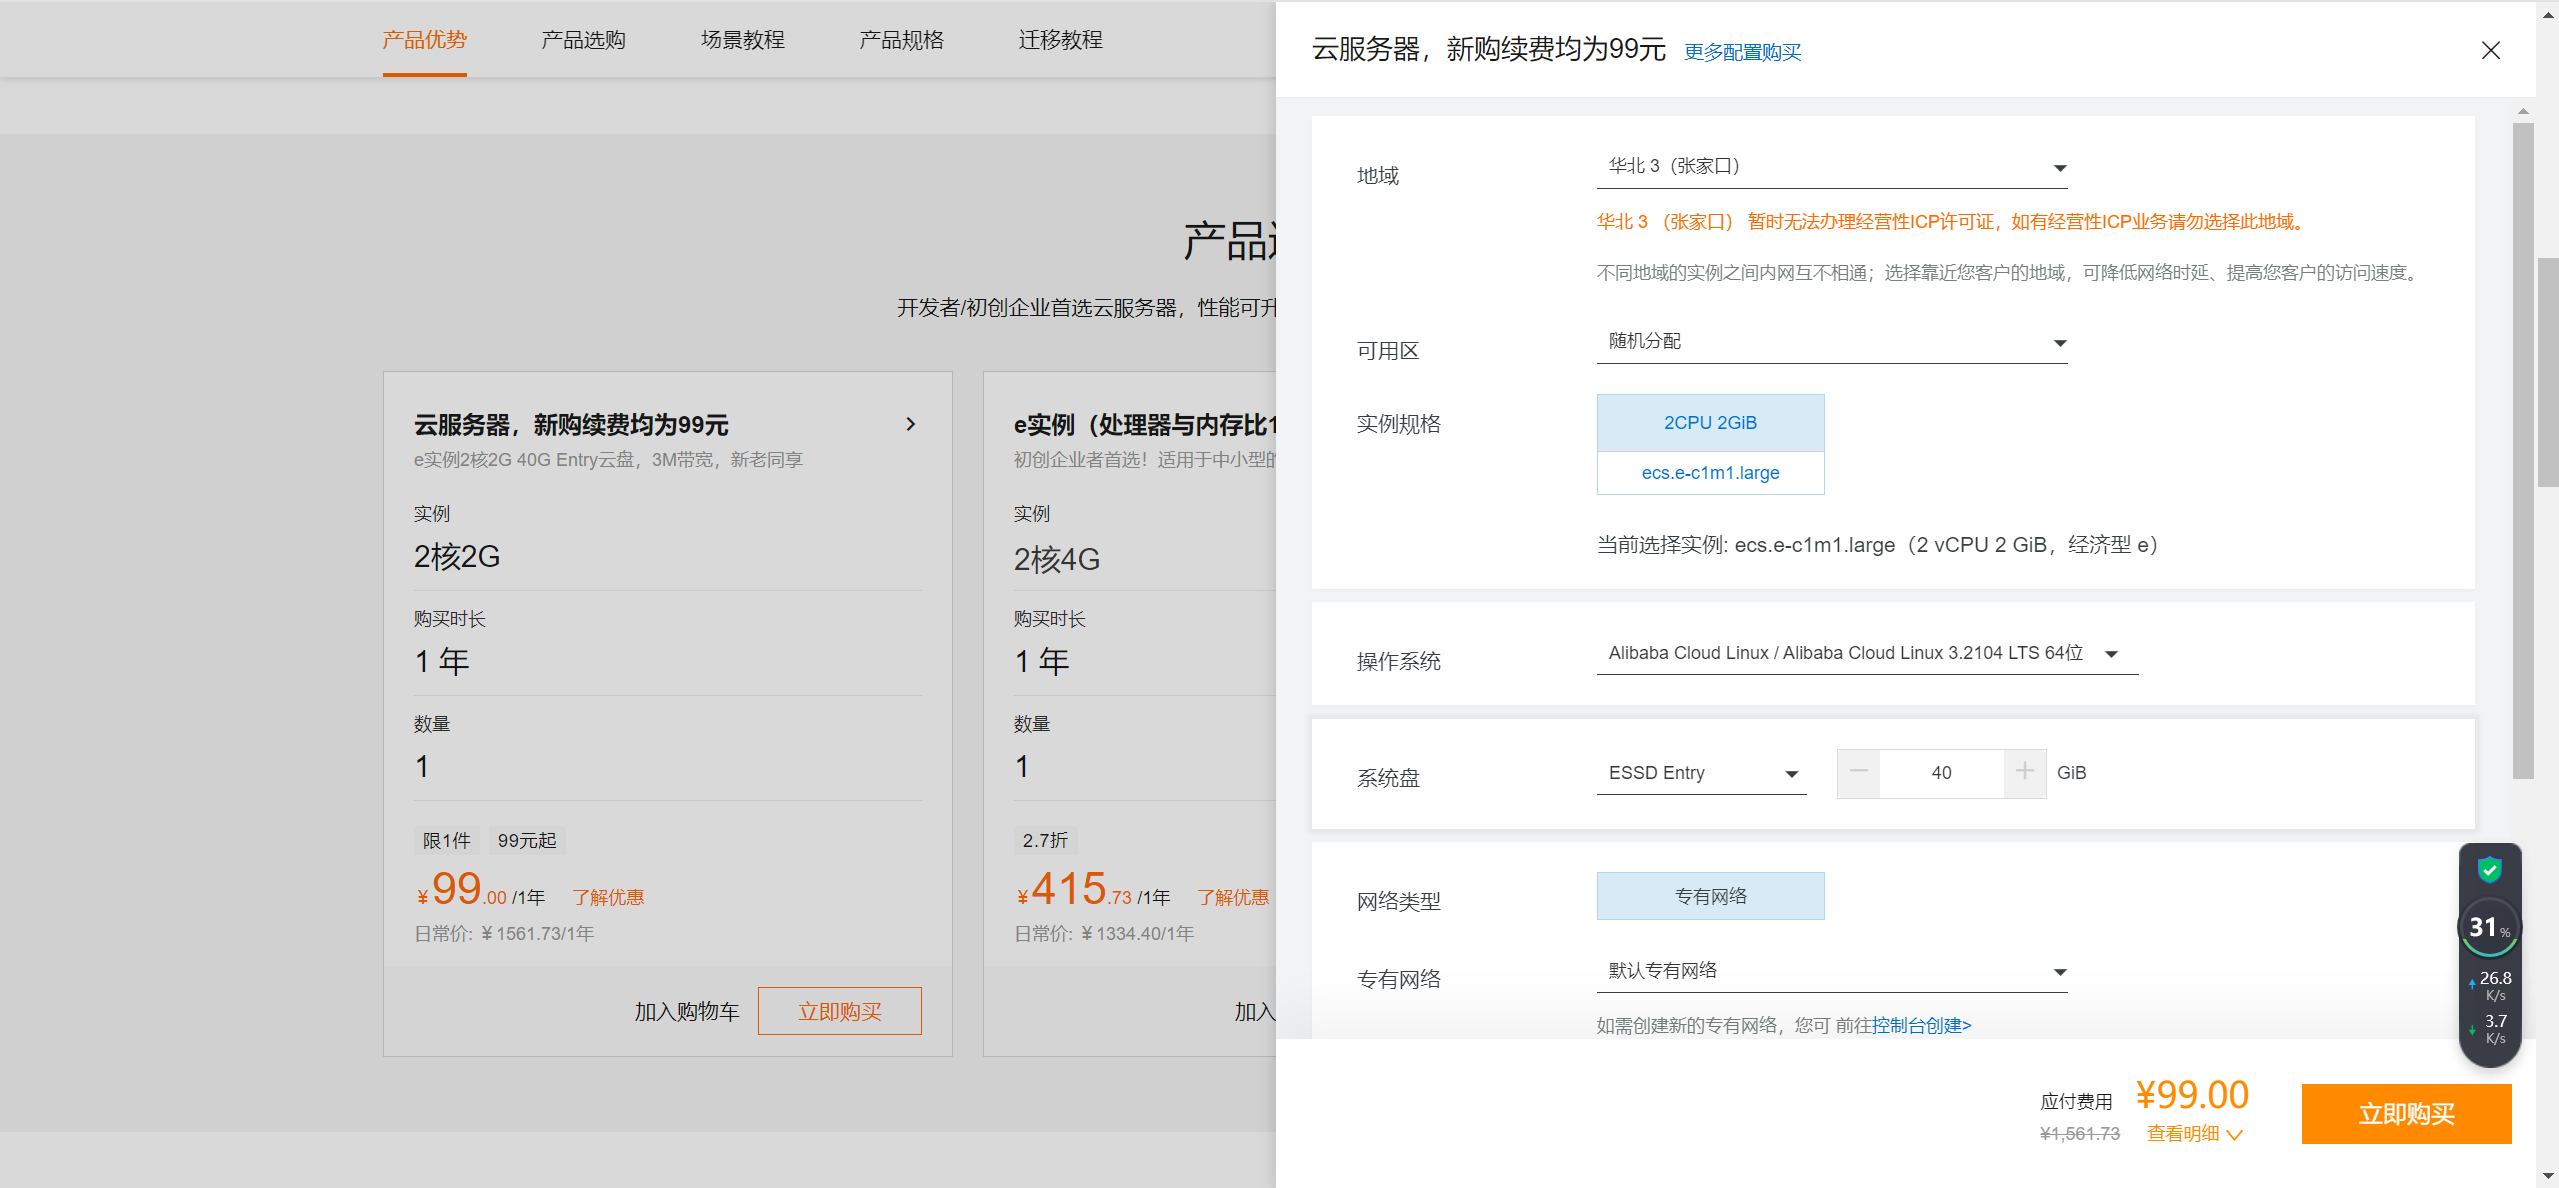 产品优势
产品选购
场景教程
产品规格
迁移教程
开发者/初创企业首选云服务器，性能可升
云服务器，新购续费均为99元
e实例2核2G 40G Entry云盘，3M带宽，新老同享
实例
2核2G
购买时长
1 年
数量
1
限1件 99元起
¥99.00 /1年 了解优惠
日常价: ¥1561.73/1年
加入购物车 立即购买
e实例（处理器与内存比1
初创企业者首选！适用于中小型的
实例
2核4G
购买时长
1 年
数量
1
2.7折
¥415.73 /1年 了解优惠
日常价: ¥1334.40/1年
加入
产品
云服务器，新购续费均为99元 更多配置购买
地域
华北 3（张家口）
华北 3 （张家口） 暂时无法办理经营性ICP许可证，如有经营性ICP业务请勿选择此地域。
不同地域的实例之间内网互不相通；选择靠近您客户的地域，可降低网络时延、提高您客户的访问速度。
可用区
随机分配
实例规格
2CPU 2GiB
ecs.e-c1m1.large
当前选择实例: ecs.e-c1m1.large（2 vCPU 2 GiB，经济型 e）
操作系统
Alibaba Cloud Linux / Alibaba Cloud Linux 3.2104 LTS 64位
系统盘
ESSD Entry
40
GiB
网络类型
专有网络
专有网络
默认专有网络
如需创建新的专有网络，您可 前往控制台创建>
应付费用 ¥99.00
¥1,561.73 查看明细
立即购买
31%
26.8
K/s
3.7
K/s